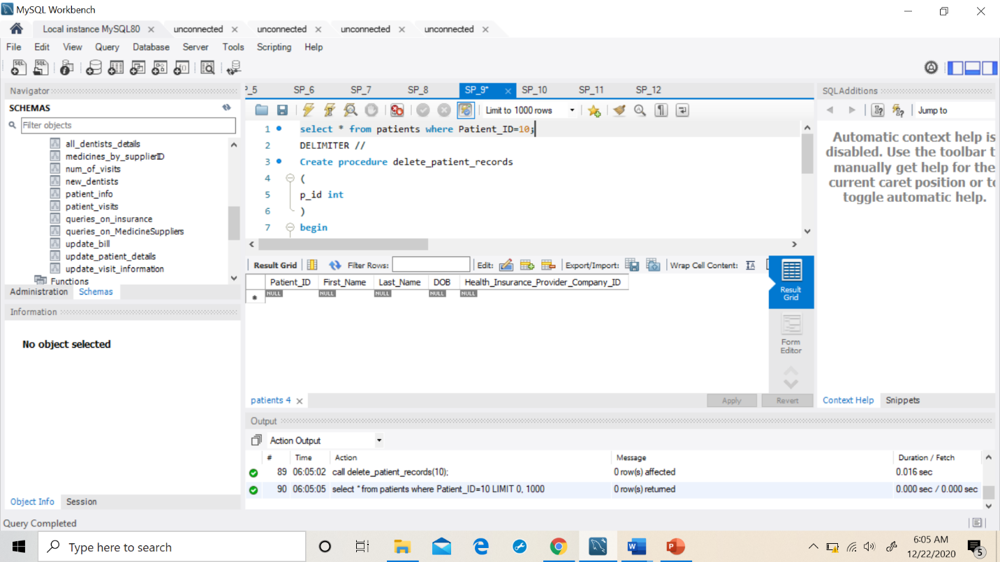 MySQL Workbench
Local instance MySQL80 unconnected unconnected unconnected unconnected
File Edit View Query Database Server Tools Scripting Help
Navigator
SCHEMAS
Filter objects
all_dentists_details
medicines_by_supplierID
num_of_visits
new_dentists
patient_info
patient_visits
queries_on_insurance
queries_on_MedicineSuppliers
update_bill
update_patient_details
update_visit_information
Functions
Administration Schemas
Information
No object selected
Object Info Session
SP_6 SP_7 SP_8 SP_9* SP_10 SP_11 SP_12
Limit to 1000 rows
1 select * from patients where Patient_ID=10;
2 DELIMITER //
3 Create procedure delete_patient_records
4 (
5 p_id int
6 )
7 begin
Result Grid Filter Rows: Edit: Export/Import: Wrap Cell Content:
Patient_ID First_Name Last_Name DOB Health_Insurance_Provider_Company_ID
NULL NULL NULL NULL NULL
Result
Grid
Form
Editor
patients 4 Apply Revert
SQLAdditions
Jump to
Automatic context help is
disabled. Use the toolbar t
manually get help for the
current caret position or to
toggle automatic help.
Context Help Snippets
Output
Action Output
# Time Action Message Duration / Fetch
89 06:05:02 call delete_patient_records(10); 0 row(s) affected 0.016 sec
90 06:05:05 select * from patients where Patient_ID=10 LIMIT 0, 1000 0 row(s) returned 0.000 sec / 0.000 sec
Query Completed
Type here to search
6:05 AM
12/22/2020
5